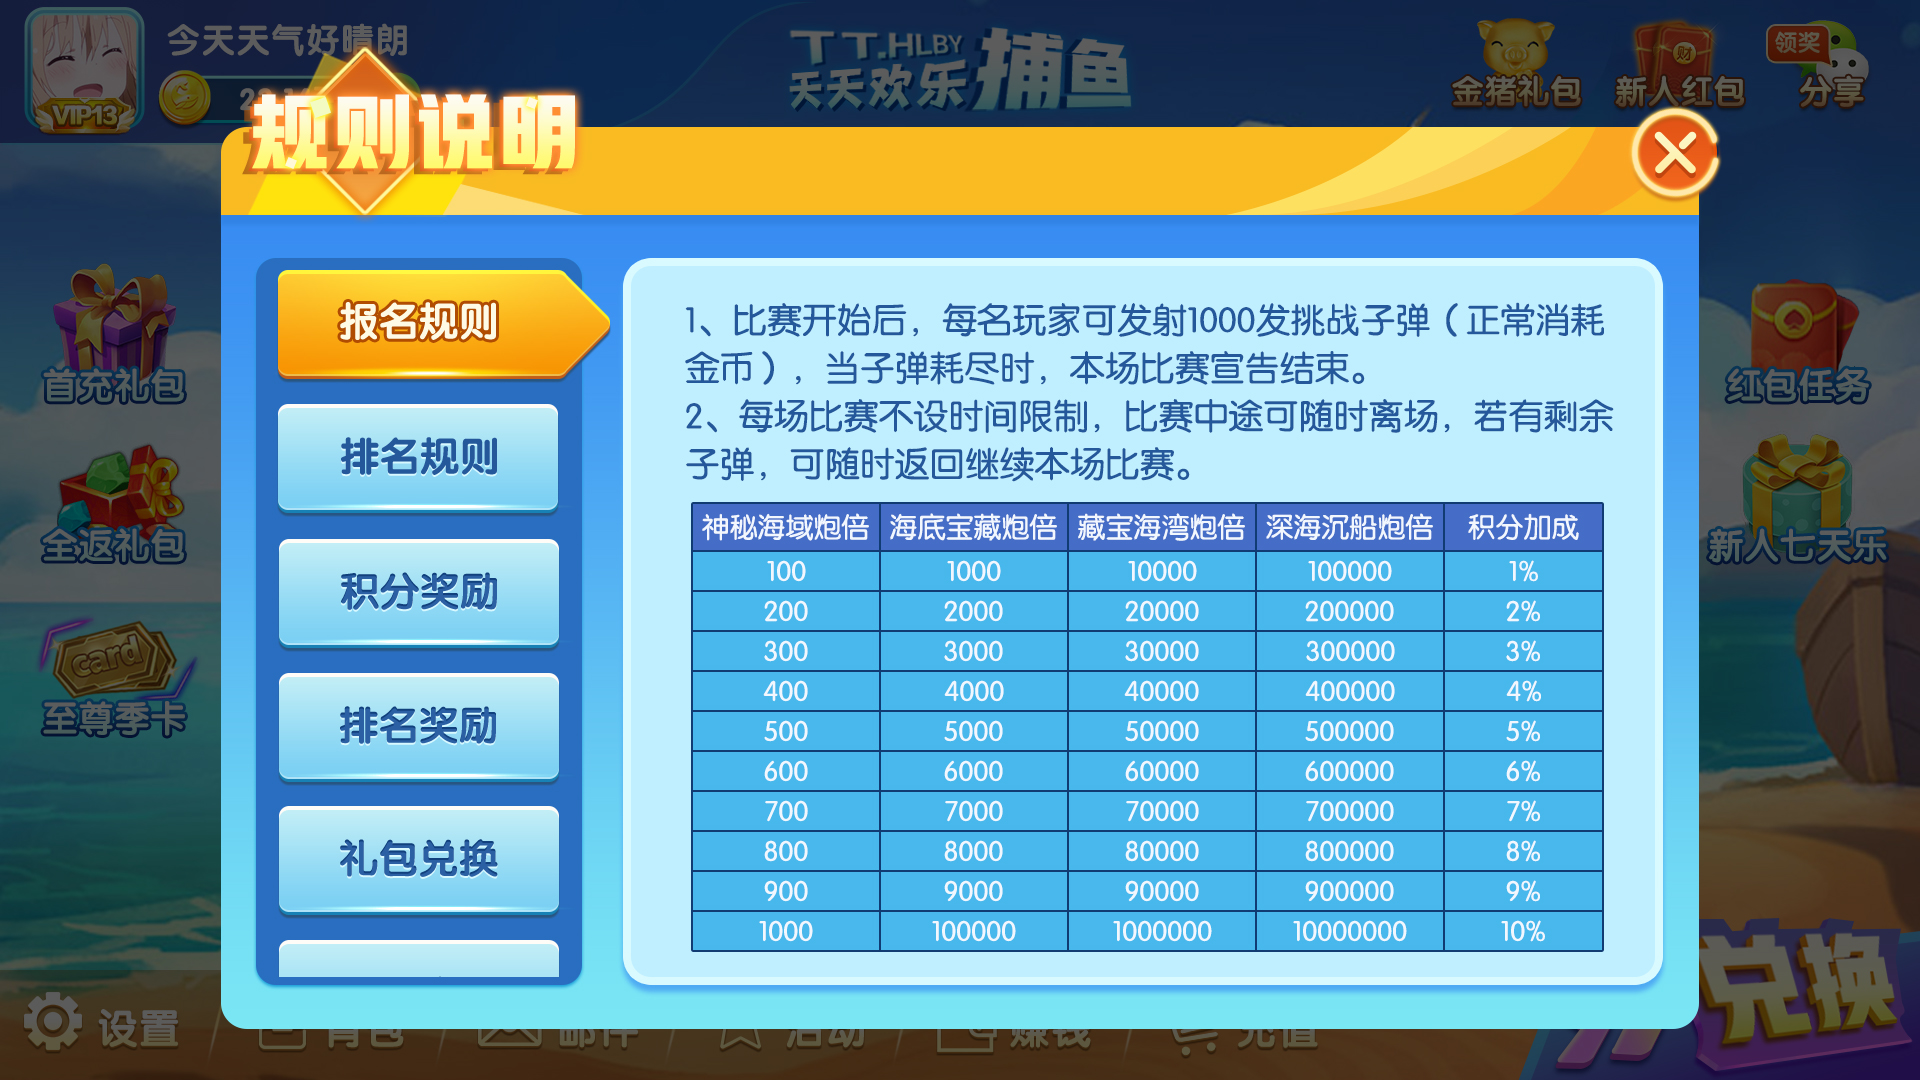 今天天气好晴朗
VIP13
TT.HLBY
天天欢乐捕鱼
金猪礼包
财
新人红包
领奖
分享
规则说明
报名规则
排名规则
积分奖励
排名奖励
礼包兑换
1、比赛开始后，每名玩家可发射1000发挑战子弹（正常消耗
金币），当子弹耗尽时，本场比赛宣告结束。
2、每场比赛不设时间限制，比赛中途可随时离场，若有剩余
子弹，可随时返回继续本场比赛。
神秘海域炮倍 海底宝藏炮倍 藏宝海湾炮倍 深海沉船炮倍 积分加成
100 1000 10000 100000 1%
200 2000 20000 200000 2%
300 3000 30000 300000 3%
400 4000 40000 400000 4%
500 5000 50000 500000 5%
600 6000 60000 600000 6%
700 7000 70000 700000 7%
800 8000 80000 800000 8%
900 9000 90000 900000 9%
1000 100000 1000000 10000000 10%
首充礼包
全返礼包
card
至尊季卡
红包任务
新人七天乐
设置
背包
邮件
活动
赚钱
充值
兑换